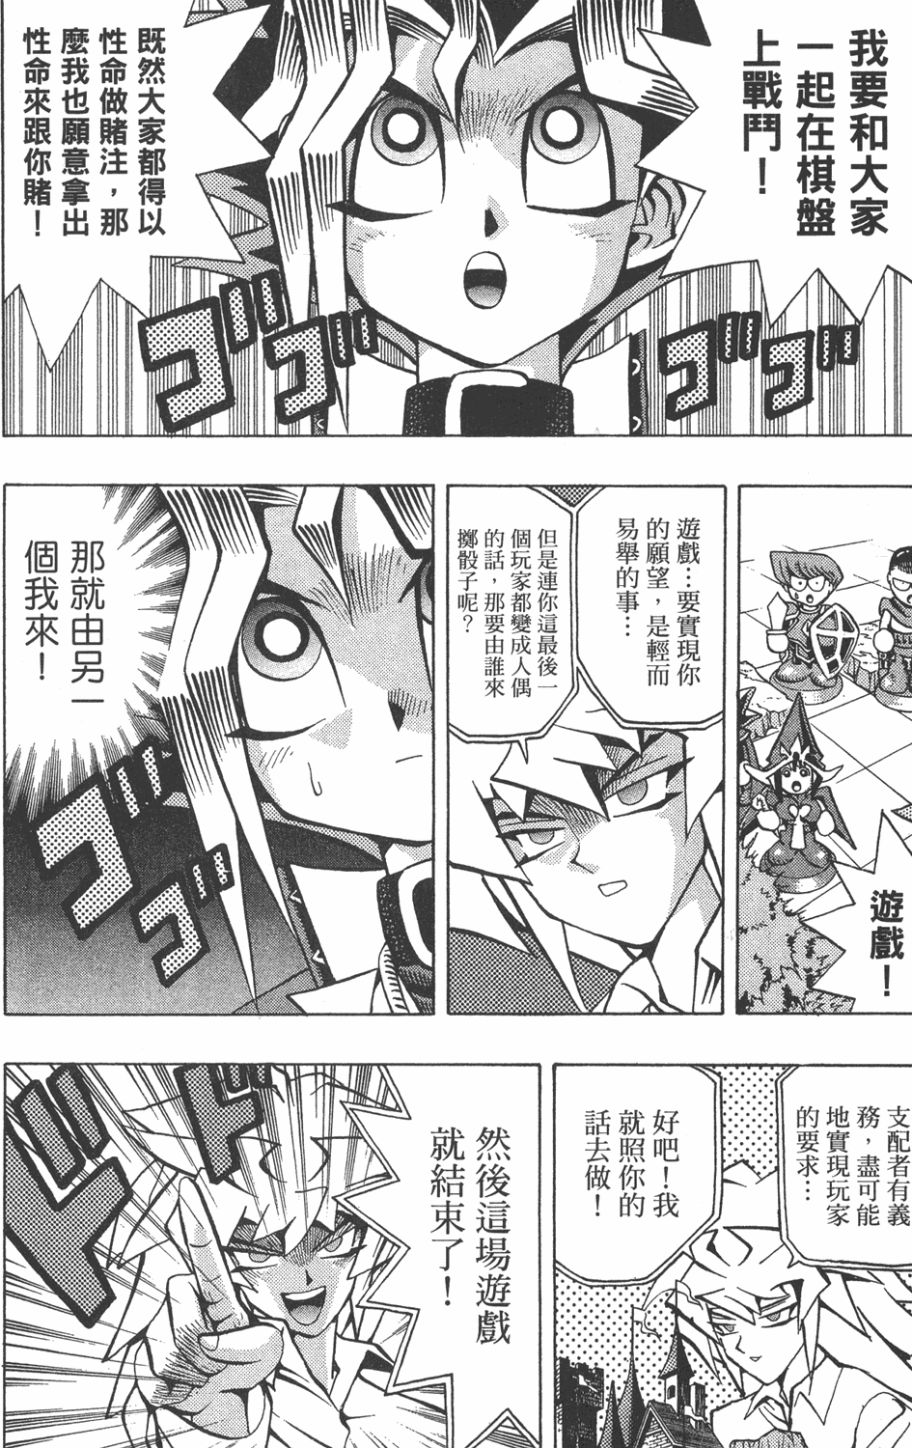 我要和大家
一起在棋盤
上戰鬥！
既然大家都得以
性命做賭注，那
麼我也願意拿出
性命來跟你賭！
ゴゴ
ゴゴ
遊戲！
遊戲…要實現你
的願望，是輕而
易舉的事…
但是連你這最後一
個玩家都變成人偶
的話，那要由誰來
擲骰子呢？
那就由另一
個我來！
ゴゴ
支配者有義
務，盡可能
地實現玩家
的要求…
好吧！我
就照你的
話去做！
然後這場遊戲
就結束了！
ドド